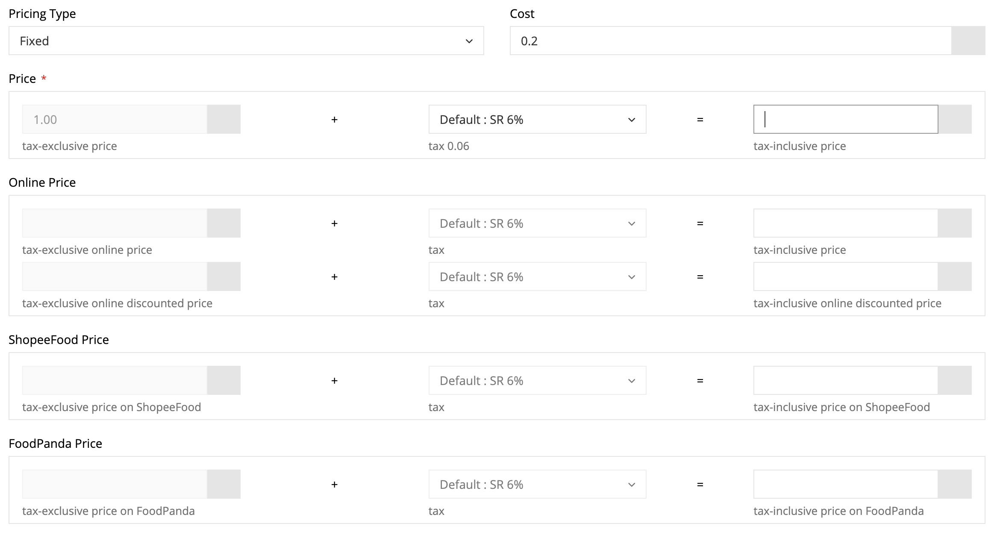 Pricing Type
Cost
Fixed
0.2
Price *
1.00
+
Default : SR 6%
=
tax-exclusive price
tax 0.06
tax-inclusive price
Online Price
+
Default : SR 6%
=
tax-exclusive online price
tax
tax-inclusive price
+
Default : SR 6%
=
tax-exclusive online discounted price
tax
tax-inclusive online discounted price
ShopeeFood Price
+
Default : SR 6%
=
tax-exclusive price on ShopeeFood
tax
tax-inclusive price on ShopeeFood
FoodPanda Price
+
Default : SR 6%
=
tax-exclusive price on FoodPanda
tax
tax-inclusive price on FoodPanda